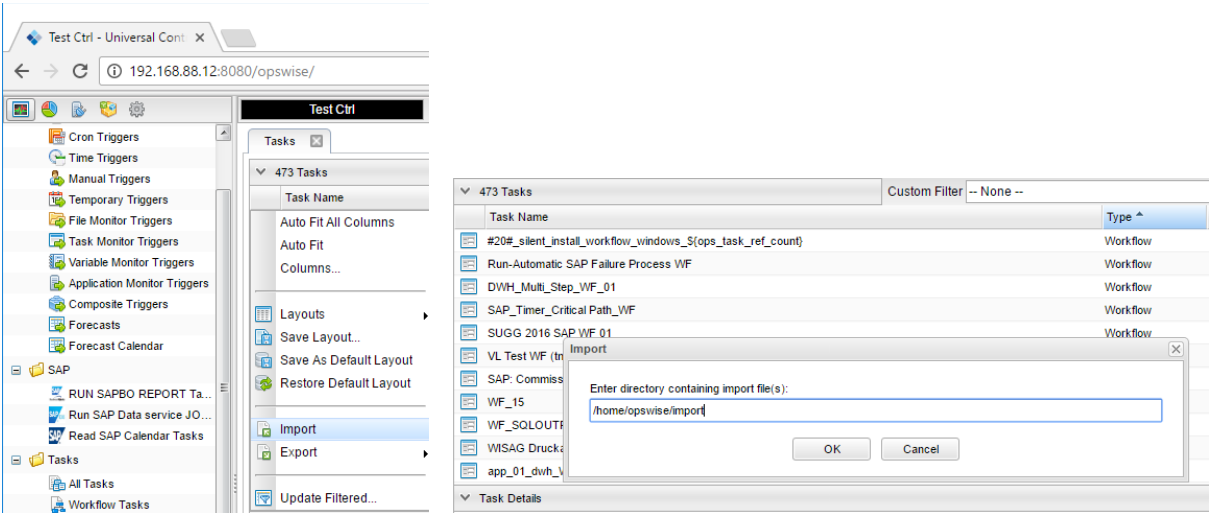 Test Ctrl - Universal Cont
192.168.88.12:8080/opswise/
Test Ctrl
Cron Triggers
Time Triggers
Manual Triggers
Temporary Triggers
File Monitor Triggers
Task Monitor Triggers
Variable Monitor Triggers
Application Monitor Triggers
Composite Triggers
Forecasts
Forecast Calendar
SAP
RUN SAPBO REPORT Ta...
Run SAP Data service JO...
Read SAP Calendar Tasks
Tasks
All Tasks
Workflow Tasks
Tasks
473 Tasks
Task Name
Auto Fit All Columns
Auto Fit
Columns...
Layouts
Save Layout...
Save As Default Layout
Restore Default Layout
Import
Export
Update Filtered...
473 Tasks
Custom Filter -- None --
Task Name Type
#20#_silent_install_workflow_windows_${ops_task_ref_count} Workflow
Run-Automatic SAP Failure Process WF Workflow
DWH_Multi_Step_WF_01 Workflow
SAP_Timer_Critical Path_WF Workflow
SUGG 2016 SAP WF 01 Workflow
VL Test WF (tn
SAP: Commiss
WF_15
WF_SQLOUTF
WISAG Drucka
app_01_dwh_V
Import
Enter directory containing import file(s):
/home/opswise/import
OK Cancel
Task Details